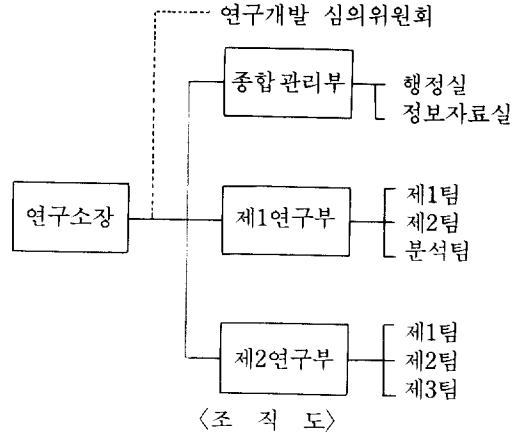 연구개발 심의위원회
종합관리부
행정실
정보자료실
연구소장
제1연구부
제1팀
제2팀
분석팀
제2연구부
제1팀
제2팀
제3팀
〈조 직 도〉